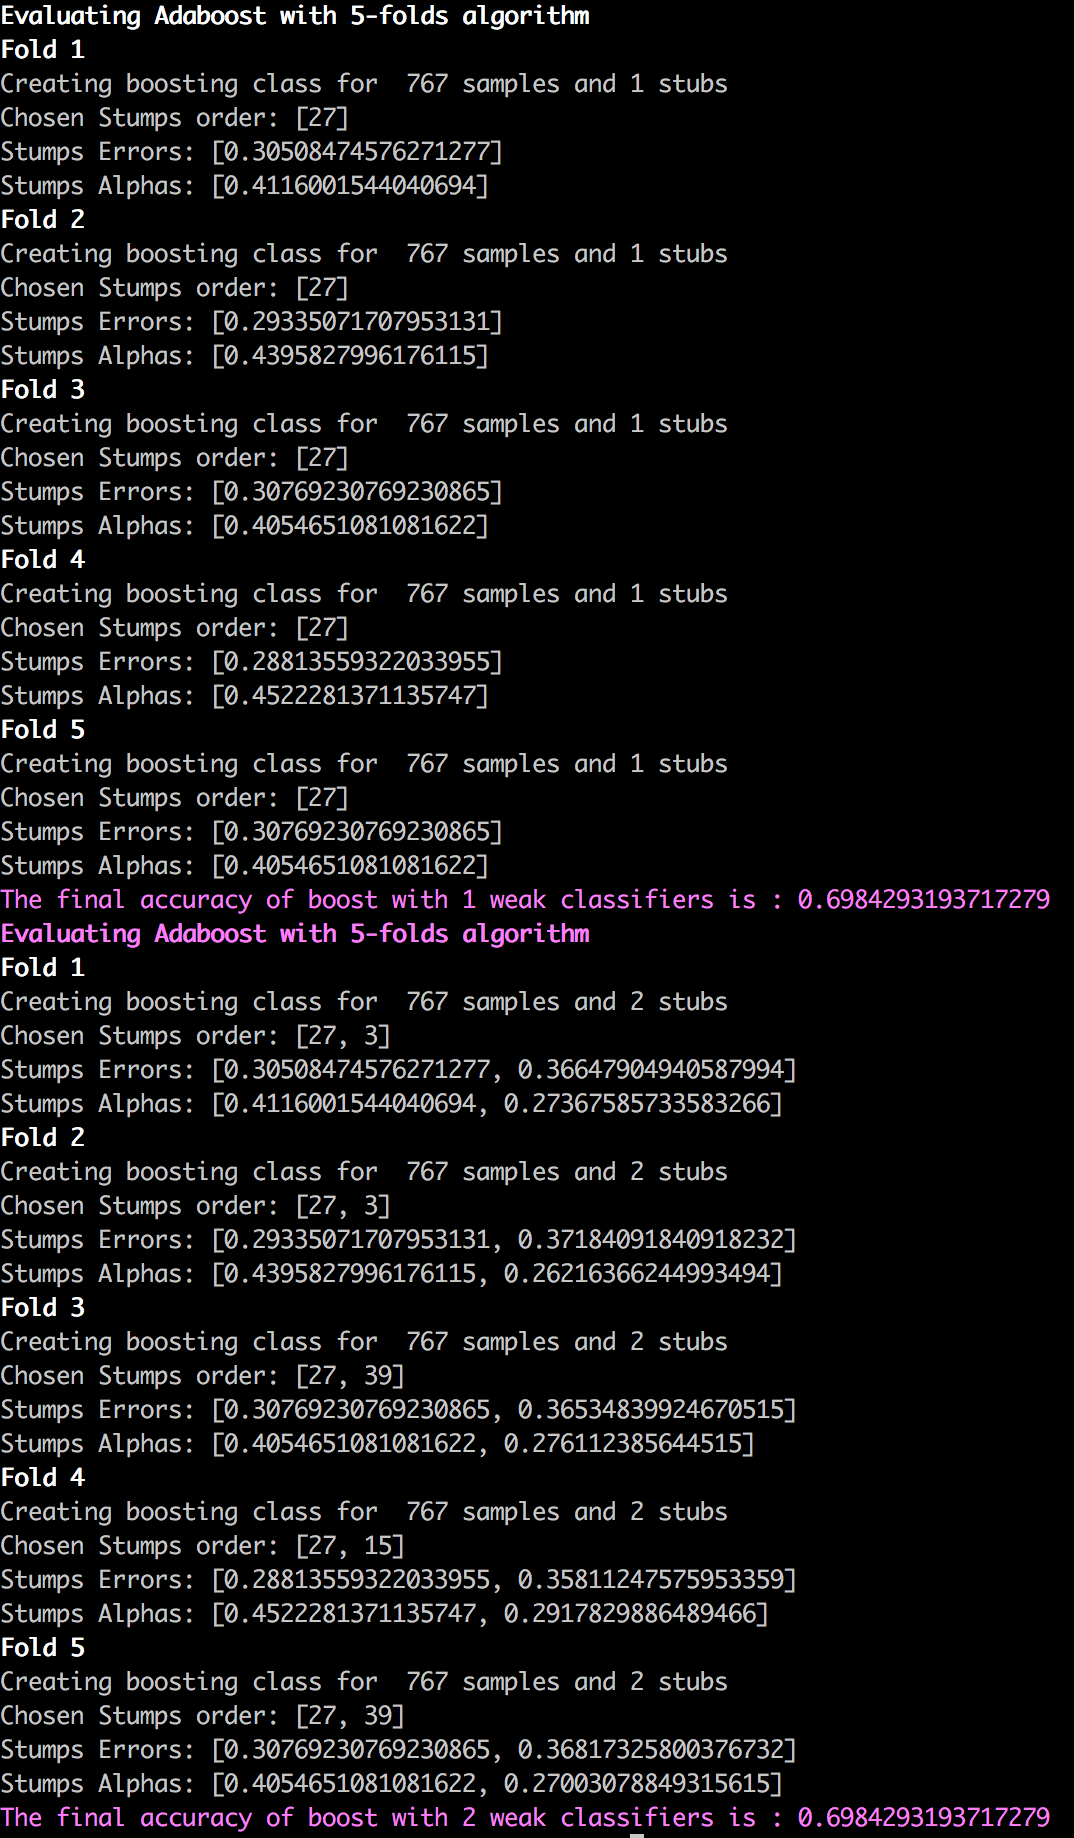 Evaluating Adaboost with 5-folds algorithm
Fold 1
Creating boosting class for  767 samples and 1 stubs
Chosen Stumps order: [27]
Stumps Errors: [0.30508474576271277]
Stumps Alphas: [0.4116001544040694]
Fold 2
Creating boosting class for  767 samples and 1 stubs
Chosen Stumps order: [27]
Stumps Errors: [0.29335071707953131]
Stumps Alphas: [0.4395827996176115]
Fold 3
Creating boosting class for  767 samples and 1 stubs
Chosen Stumps order: [27]
Stumps Errors: [0.30769230769230865]
Stumps Alphas: [0.4054651081081622]
Fold 4
Creating boosting class for  767 samples and 1 stubs
Chosen Stumps order: [27]
Stumps Errors: [0.28813559322033955]
Stumps Alphas: [0.4522281371135747]
Fold 5
Creating boosting class for  767 samples and 1 stubs
Chosen Stumps order: [27]
Stumps Errors: [0.30769230769230865]
Stumps Alphas: [0.4054651081081622]
The final accuracy of boost with 1 weak classifiers is : 0.6984293193717279
Evaluating Adaboost with 5-folds algorithm
Fold 1
Creating boosting class for  767 samples and 2 stubs
Chosen Stumps order: [27, 3]
Stumps Errors: [0.30508474576271277, 0.36647904940587994]
Stumps Alphas: [0.4116001544040694, 0.27367585733583266]
Fold 2
Creating boosting class for  767 samples and 2 stubs
Chosen Stumps order: [27, 3]
Stumps Errors: [0.29335071707953131, 0.37184091840918232]
Stumps Alphas: [0.4395827996176115, 0.26216366244993494]
Fold 3
Creating boosting class for  767 samples and 2 stubs
Chosen Stumps order: [27, 39]
Stumps Errors: [0.30769230769230865, 0.36534839924670515]
Stumps Alphas: [0.4054651081081622, 0.276112385644515]
Fold 4
Creating boosting class for  767 samples and 2 stubs
Chosen Stumps order: [27, 15]
Stumps Errors: [0.28813559322033955, 0.35811247575953359]
Stumps Alphas: [0.4522281371135747, 0.2917829886489466]
Fold 5
Creating boosting class for  767 samples and 2 stubs
Chosen Stumps order: [27, 39]
Stumps Errors: [0.30769230769230865, 0.36817325800376732]
Stumps Alphas: [0.4054651081081622, 0.27003078849315615]
The final accuracy of boost with 2 weak classifiers is : 0.6984293193717279